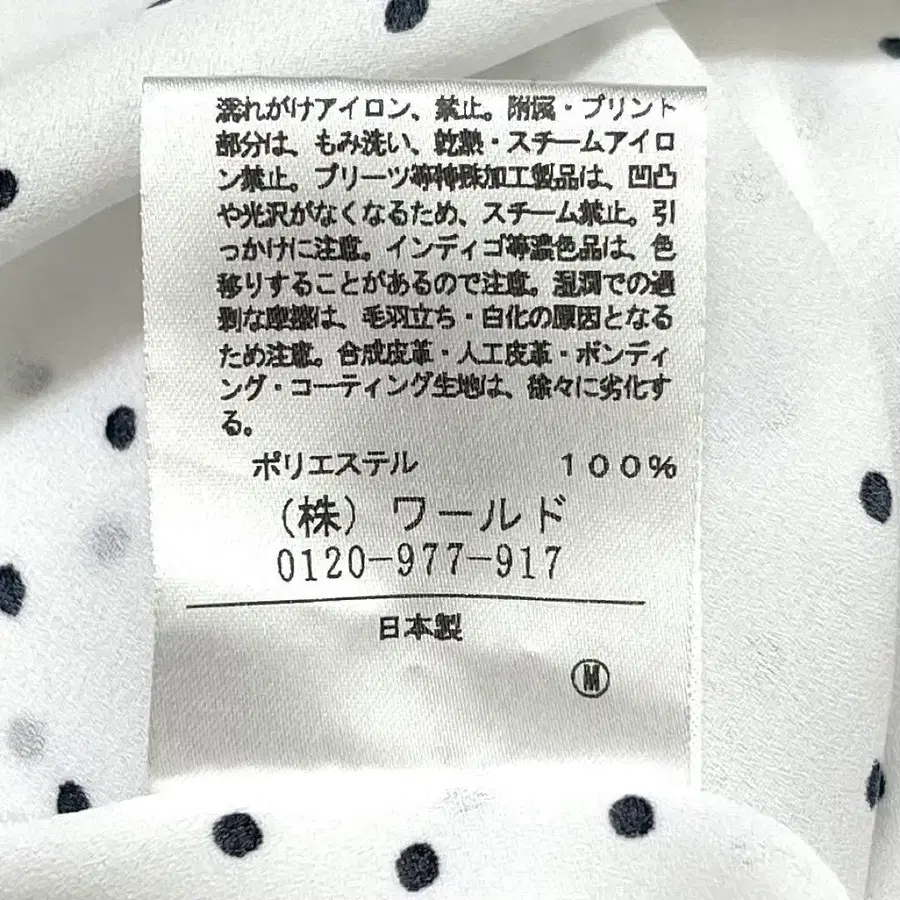 濡れがけアイロン、禁止。附属・プリント
部分は、もみ洗い、乾熱・スチームアイロ
ン禁止。プリーツ等特殊加工製品は、凹凸
や光沢がなくなるため、スチーム禁止。引
っかけに注意。インディゴ等濃色品は、色
移りすることがあるので注意。湿潤での過
剰な摩擦は、毛羽立ち・白化の原因となる
ため注意。合成皮革・人工皮革・ボンディ
ング・コーティング生地は、徐々に劣化す
る。
ポリエステル 100%
(株)ワールド
0120-977-917
日本製
Ⓜ